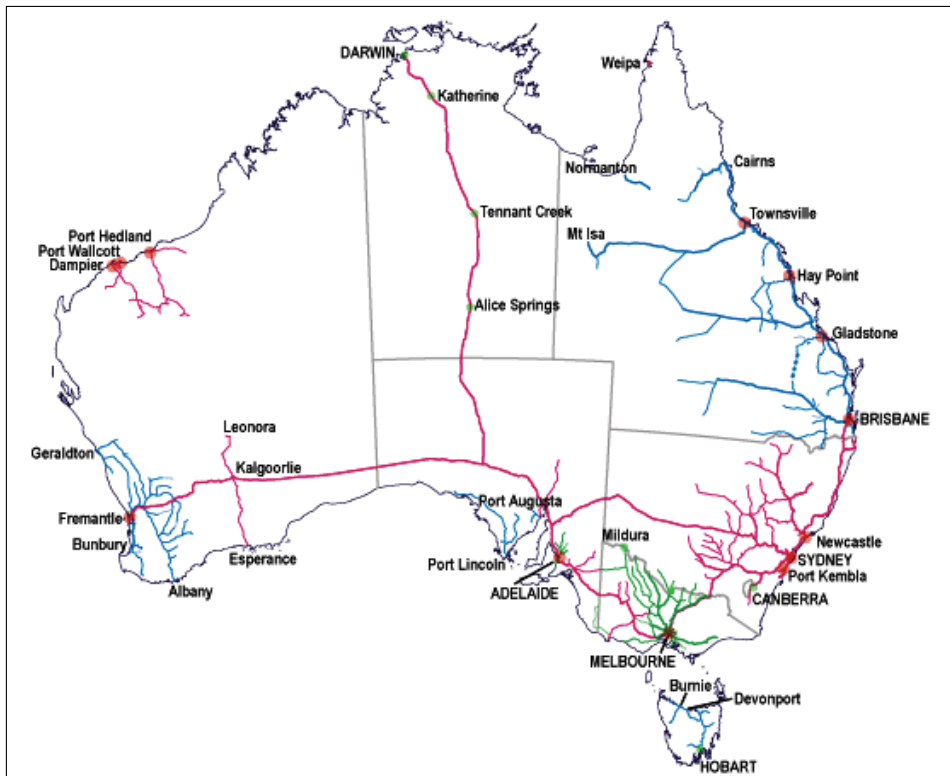 DARWIN
Weipa
Katherine
Normanton
Cairns
Tennant Creek
Townsville
Mt Isa
Port Hedland
Port Wallcott
Dampier
Hay Point
Alice Springs
Gladstone
BRISBANE
Leonora
Geraldton
Kalgoorlie
Port Augusta
Fremantle
Mildura
Newcastle
Bunbury
Esperance
SYDNEY
Port Lincoln
Port Kembla
Albany
ADELAIDE
CANBERRA
MELBOURNE
Burnie
Devonport
HOBART